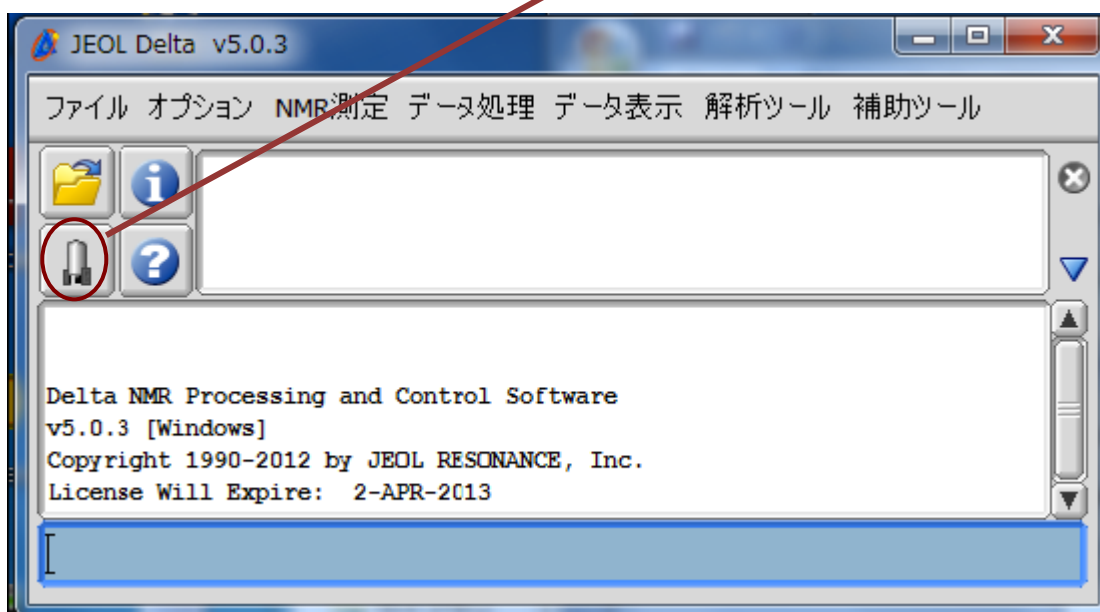 JEOL Delta v5.0.3
ファイル オプション NMR測定 データ処理 データ表示 解析ツール 補助ツール
Delta NMR Processing and Control Software
v5.0.3 [Windows]
Copyright 1990-2012 by JEOL RESONANCE, Inc.
License Will Expire: 2-APR-2013